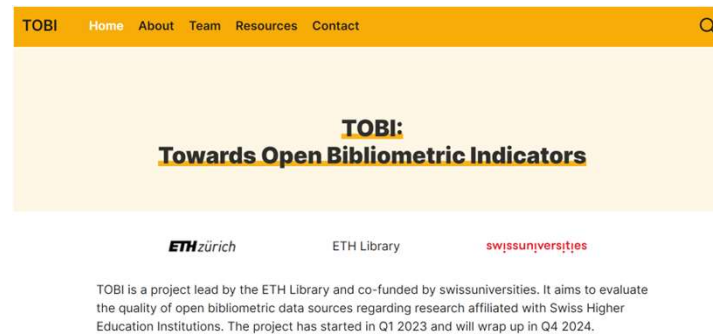 TOBI Home About Team Resources Contact
TOBI:
Towards Open Bibliometric Indicators
ETH zürich ETH Library swissuniversities
TOBI is a project lead by the ETH Library and co-funded by swissuniversities. It aims to evaluate
the quality of open bibliometric data sources regarding research affiliated with Swiss Higher
Education Institutions. The project has started in Q1 2023 and will wrap up in Q4 2024.